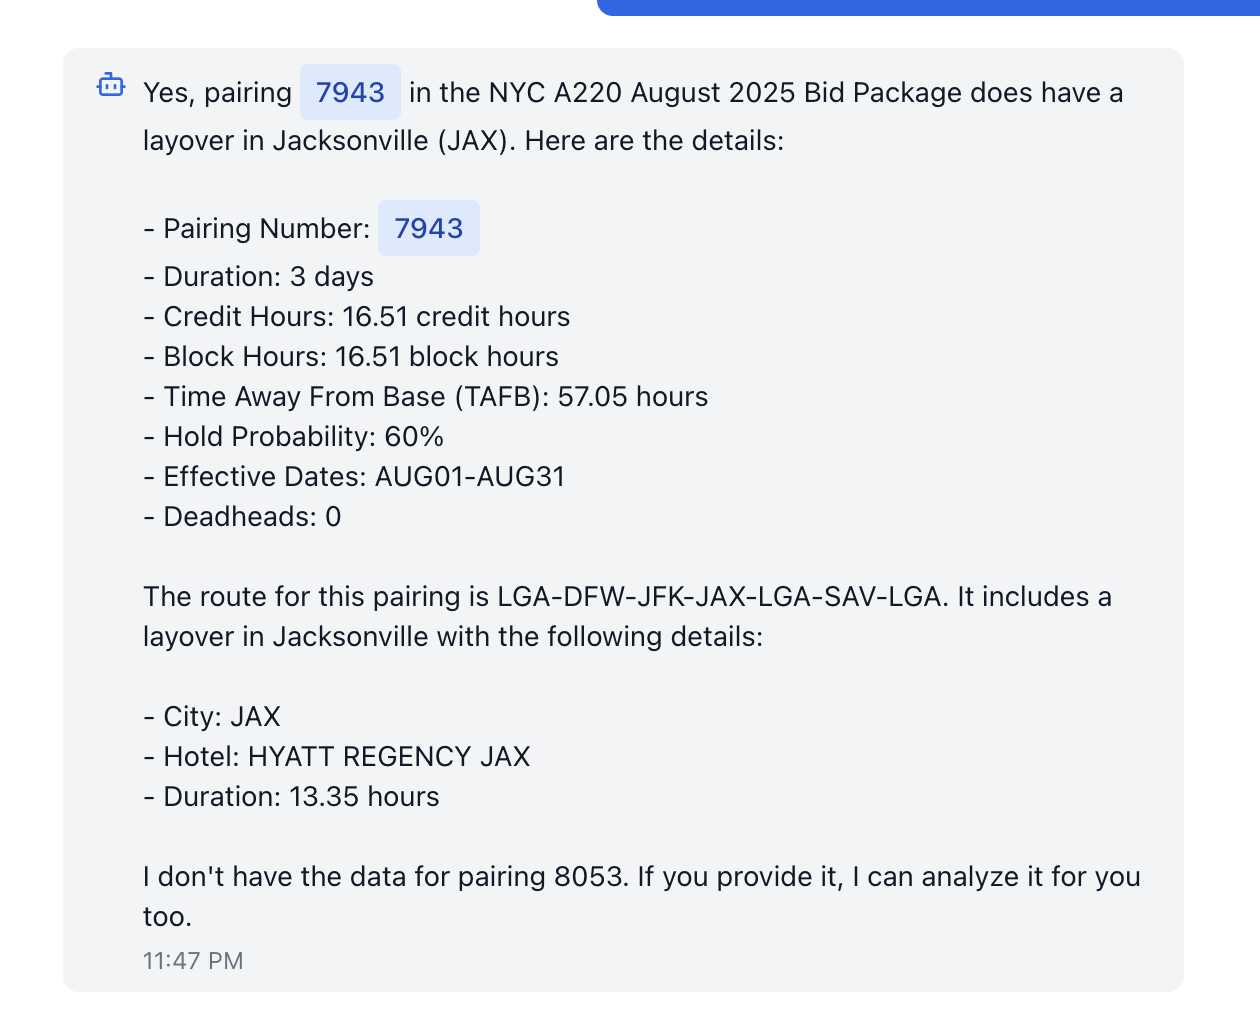 Yes, pairing 7943 in the NYC A220 August 2025 Bid Package does have a
layover in Jacksonville (JAX). Here are the details:
- Pairing Number: 7943
- Duration: 3 days
- Credit Hours: 16.51 credit hours
- Block Hours: 16.51 block hours
- Time Away From Base (TAFB): 57.05 hours
- Hold Probability: 60%
- Effective Dates: AUG01-AUG31
- Deadheads: 0
The route for this pairing is LGA-DFW-JFK-JAX-LGA-SAV-LGA. It includes a
layover in Jacksonville with the following details:
- City: JAX
- Hotel: HYATT REGENCY JAX
- Duration: 13.35 hours
I don't have the data for pairing 8053. If you provide it, I can analyze it for you
too.
11:47 PM